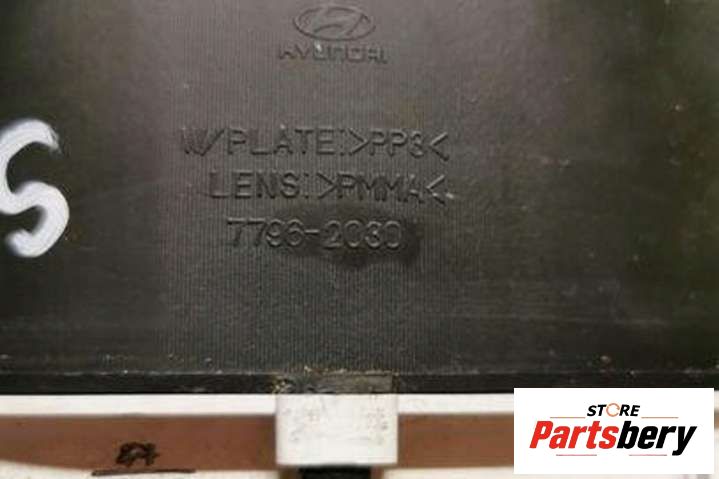 HYUNDAI
W/PLATE:>PP3<
LENS:>PMMA<
7796-2030
S
STORE
Partsbery